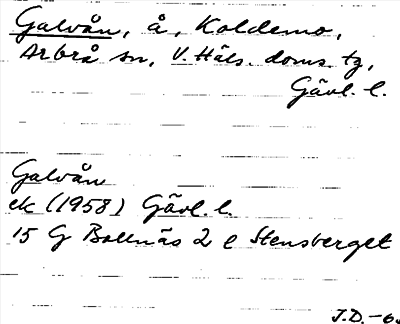 Galvån, å, Koldemo,
Arbrå sn, V. Häls. doms. tg,
Gävl. l.
Galvån
ek (1958) Gävl. l.
15 G Bollnäs 2 e Stensberget
J.D. -6